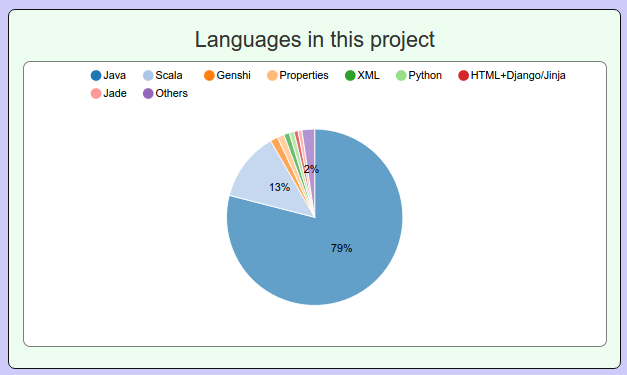 Languages in this project
Java Scala Genshi Properties XML Python HTML+Django/Jinja
Jade Others
2%
13%
79%